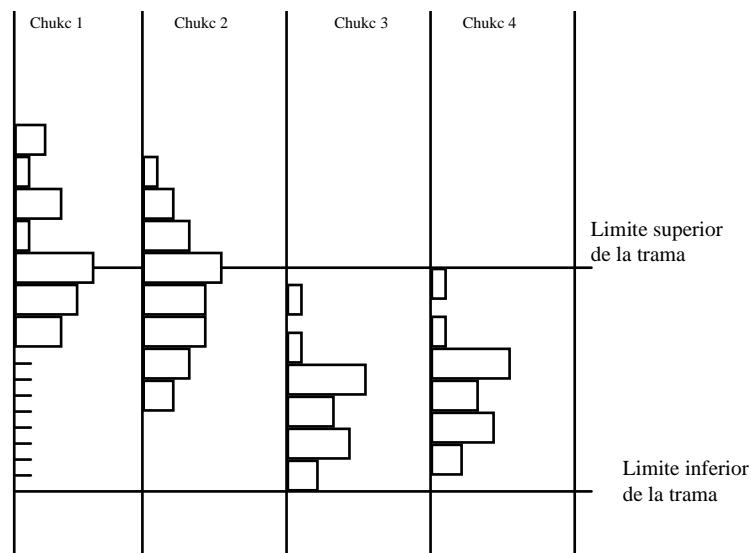 Chukc 1
Chukc 2
Chukc 3
Chukc 4
Limite superior
de la trama
Limite inferior
de la trama